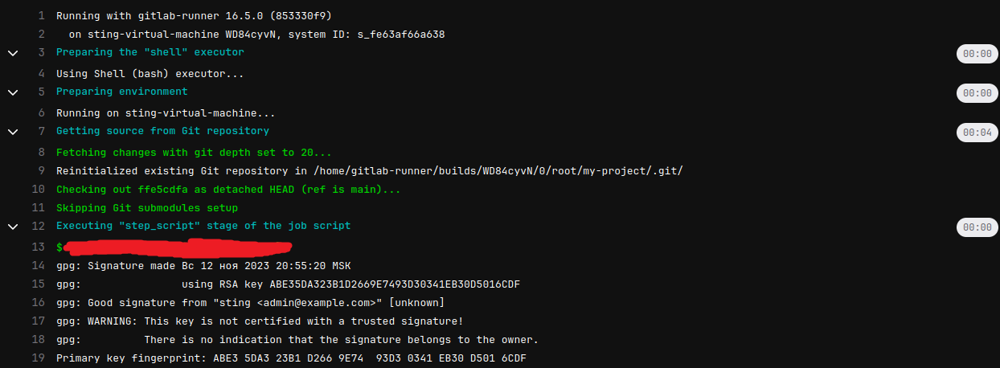 1 Running with gitlab-runner 16.5.0 (853330f9)
2 on sting-virtual-machine WD84cyvN, system ID: s_fe63af66a638
3 Preparing the "shell" executor 00:00
4 Using Shell (bash) executor...
5 Preparing environment 00:00
6 Running on sting-virtual-machine...
7 Getting source from Git repository 00:04
8 Fetching changes with git depth set to 20...
9 Reinitialized existing Git repository in /home/gitlab-runner/builds/WD84cyvN/0/root/my-project/.git/
10 Checking out ffe5cdfa as detached HEAD (ref is main)...
11 Skipping Git submodules setup
12 Executing "step_script" stage of the job script 00:00
13 $
14 gpg: Signature made Вс 12 ноя 2023 20:55:20 MSK
15 gpg:                using RSA key ABE35DA323B1D2669E7493D30341EB30D5016CDF
16 gpg: Good signature from "sting <admin@example.com>" [unknown]
17 gpg: WARNING: This key is not certified with a trusted signature!
18 gpg:          There is no indication that the signature belongs to the owner.
19 Primary key fingerprint: ABE3 5DA3 23B1 D266 9E74  93D3 0341 EB30 D501 6CDF